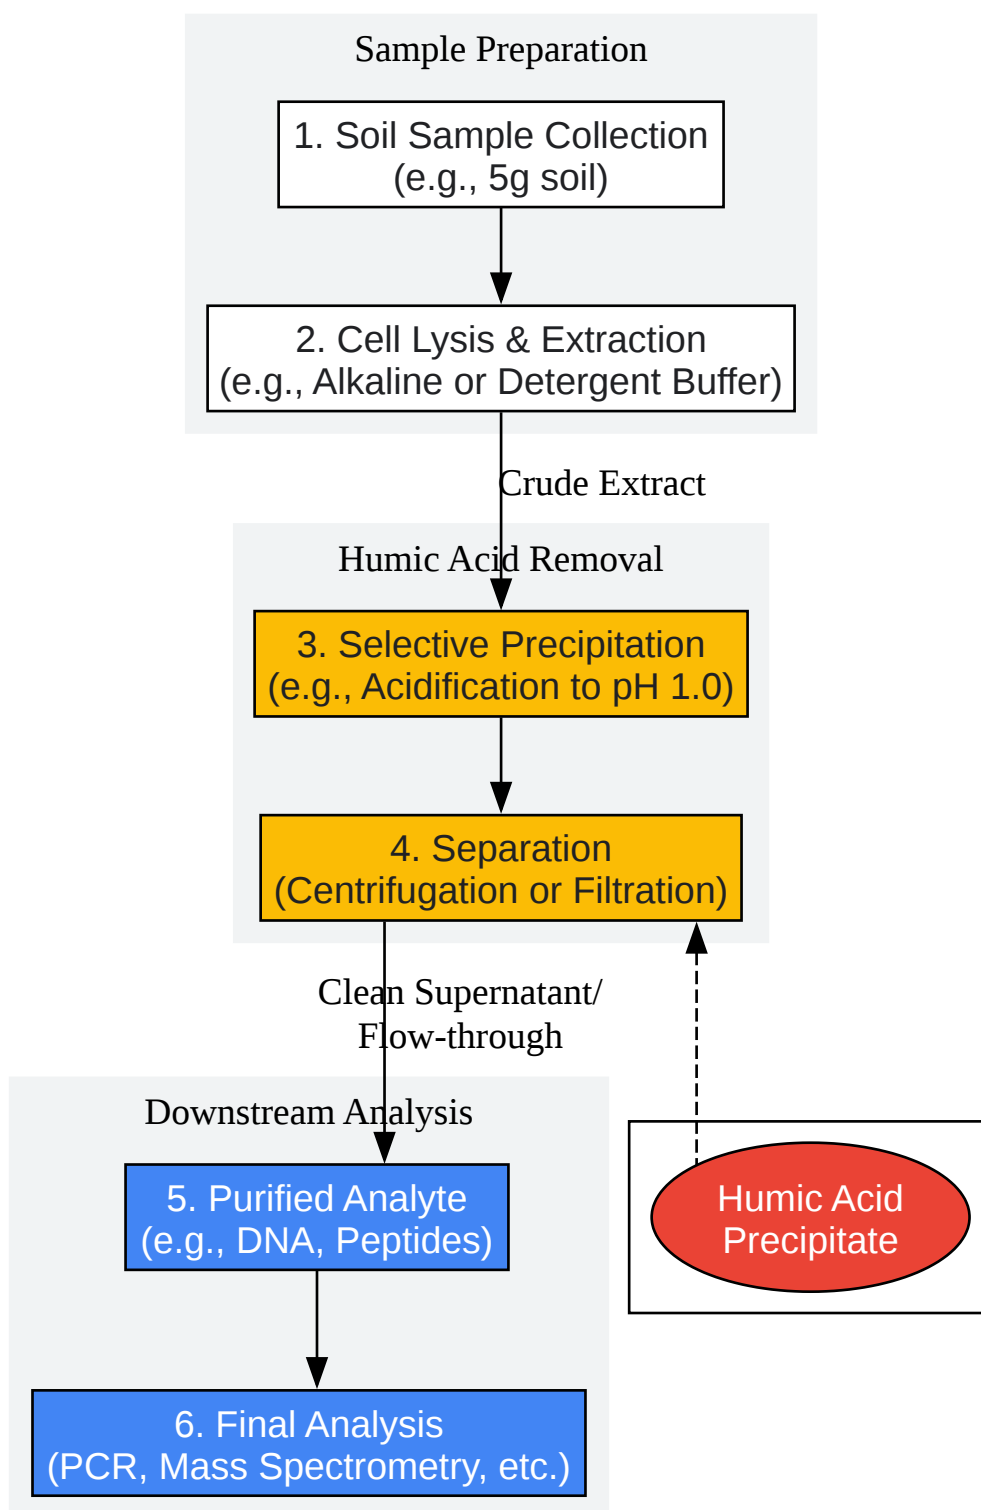 Sample Preparation
1. Soil Sample Collection
(e.g., 5g soil)
2. Cell Lysis & Extraction
(e.g., Alkaline or Detergent Buffer)
Crude Extract
Humic Acid Removal
3. Selective Precipitation
(e.g., Acidification to pH 1.0)
4. Separation
(Centrifugation or Filtration)
Clean Supernatant/
Flow-through
Downstream Analysis
5. Purified Analyte
(e.g., DNA, Peptides)
Humic Acid
Precipitate
6. Final Analysis
(PCR, Mass Spectrometry, etc.)